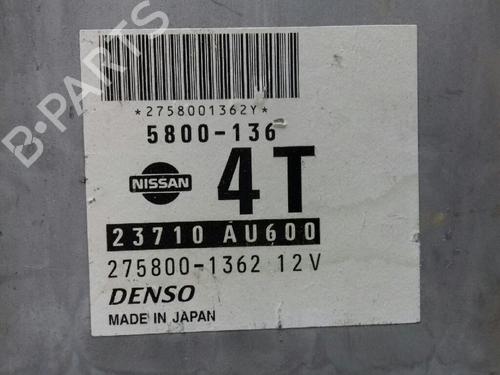 B-PARTS
*2758001362Y*
5800-136
NISSAN
4T
23710 AU600
275800-1362 12V
DENSO
MADE IN JAPAN